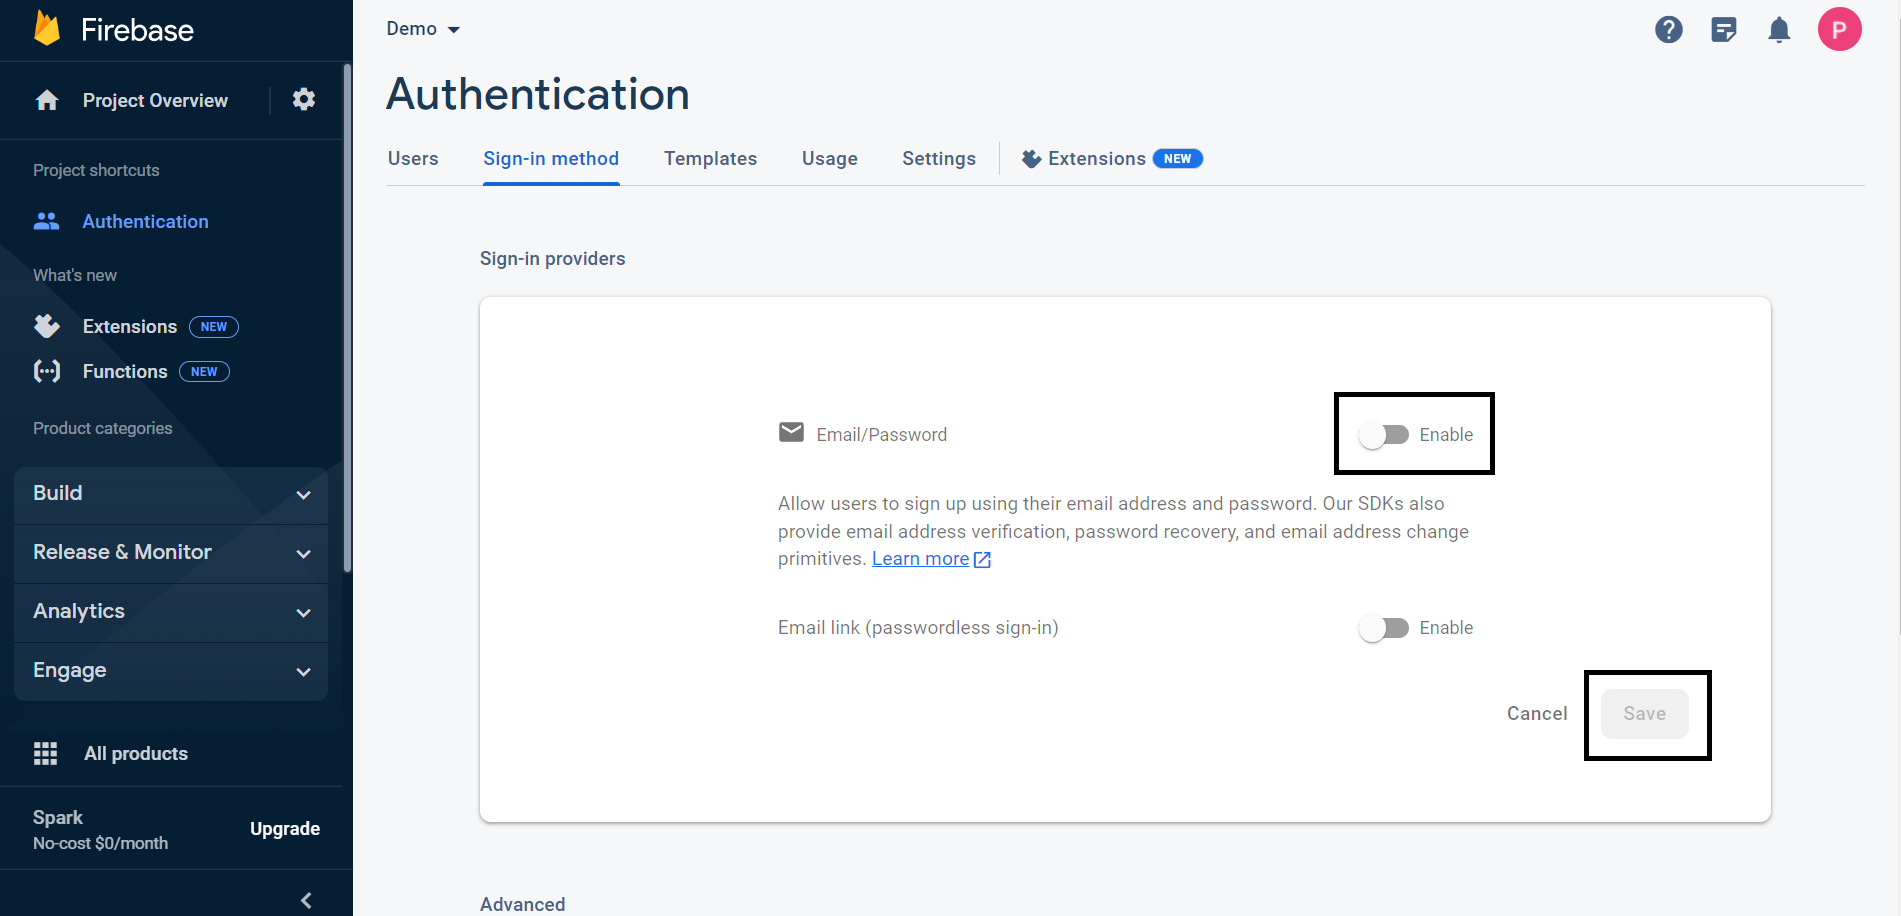 Firebase
Project Overview
Project shortcuts
Authentication
What's new
Extensions NEW
Functions NEW
Product categories
Build
Release & Monitor
Analytics
Engage
All products
Spark
No-cost $0/month
Upgrade
Demo
P
Authentication
Users Sign-in method Templates Usage Settings Extensions NEW
Sign-in providers
Email/Password Enable
Allow users to sign up using their email address and password. Our SDKs also
provide email address verification, password recovery, and email address change
primitives. Learn more
Email link (passwordless sign-in) Enable
Cancel Save
Advanced